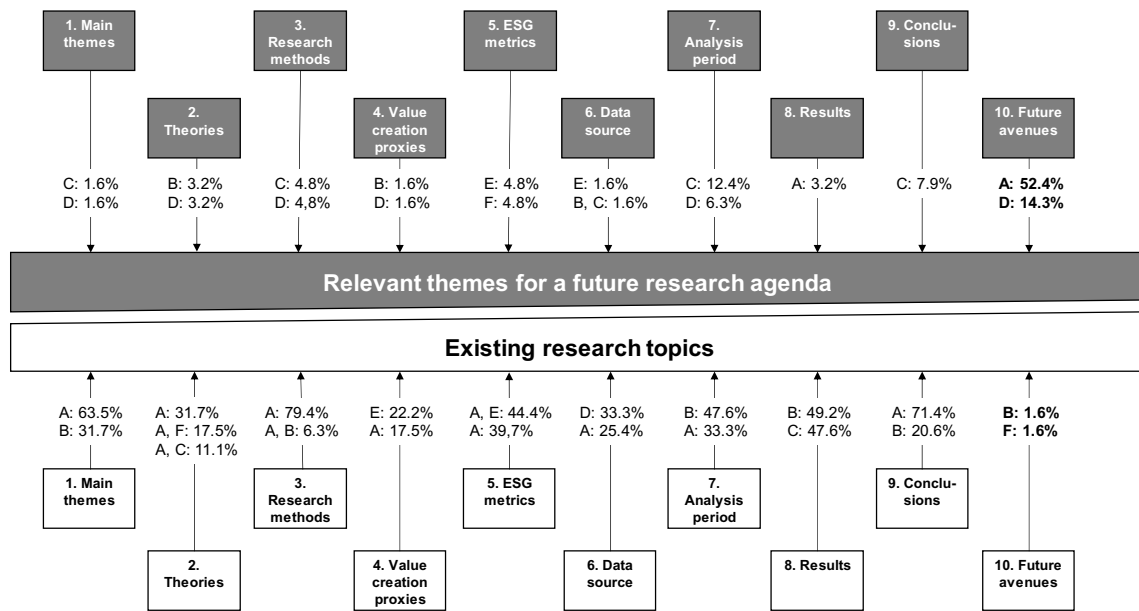 1. Main
themes
3.
Research
methods
5. ESG
metrics
7.
Analysis
period
9. Conclu-
sions
2.
Theories
4. Value
creation
proxies
6. Data
source
8. Results
10. Future
avenues
C: 1.6%
D: 1.6%
B: 3.2%
D: 3.2%
C: 4.8%
D: 4,8%
B: 1.6%
D: 1.6%
E: 4.8%
F: 4.8%
E: 1.6%
B, C: 1.6%
C: 12.4%
D: 6.3%
A: 3.2%
C: 7.9%
A: 52.4%
D: 14.3%
Relevant themes for a future research agenda
Existing research topics
A: 63.5%
B: 31.7%
A: 31.7%
A, F: 17.5%
A, C: 11.1%
A: 79.4%
A, B: 6.3%
E: 22.2%
A: 17.5%
A, E: 44.4%
A: 39,7%
D: 33.3%
A: 25.4%
B: 47.6%
A: 33.3%
B: 49.2%
C: 47.6%
A: 71.4%
B: 20.6%
B: 1.6%
F: 1.6%
1. Main
themes
3.
Research
methods
5. ESG
metrics
7.
Analysis
period
9. Conclu-
sions
2.
Theories
4. Value
creation
proxies
6. Data
source
8. Results
10. Future
avenues